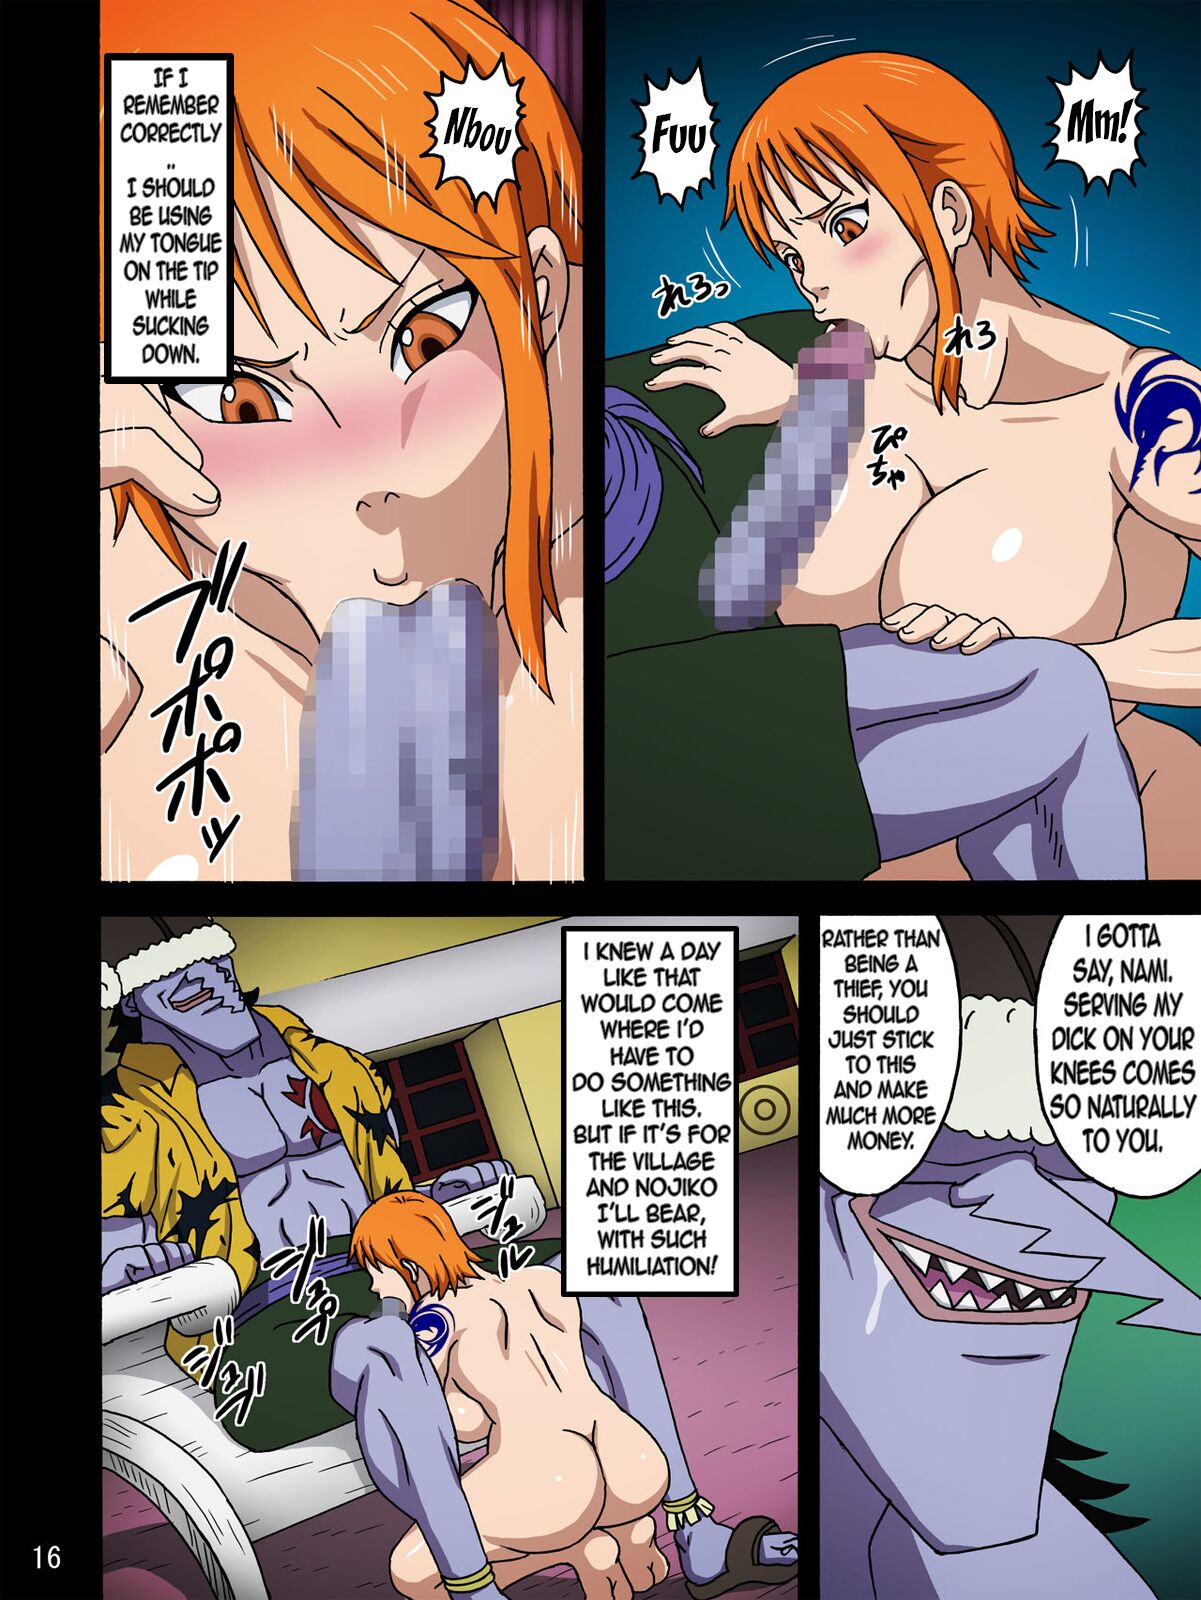 Mm!
Fuu
れろっ
れろ
ぴちゃ
Nbou
IF I
REMEMBER
CORRECTLY
..
I SHOULD
BE USING
MY TONGUE
ON THE TIP
WHILE
SUCKING
DOWN.
ブポポッ
I GOTTA
SAY, NAMI.
SERVING MY
DICK ON YOUR
KNEES COMES
SO NATURALLY
TO YOU.
RATHER THAN
BEING A
THIEF, YOU
SHOULD
JUST STICK
TO THIS
AND MAKE
MUCH MORE
MONEY.
I KNEW A DAY
LIKE THAT
WOULD COME
WHERE I'D
HAVE TO
DO SOMETHING
LIKE THIS.
BUT IF IT'S FOR
THE VILLAGE
AND NOJIKO
I'LL BEAR,
WITH SUCH
HUMILIATION!
ジュル
16